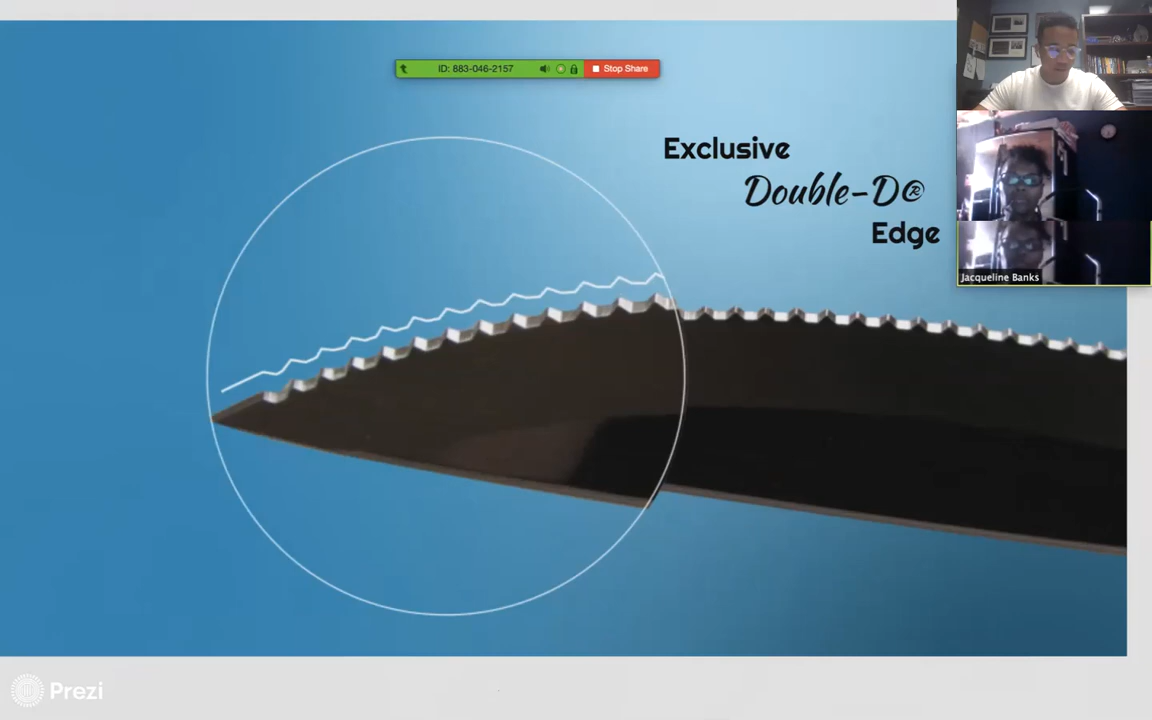 ID: 883-046-2157
Stop Share
Exclusive
Double-D®
Edge
Jacqueline Banks
Prezi